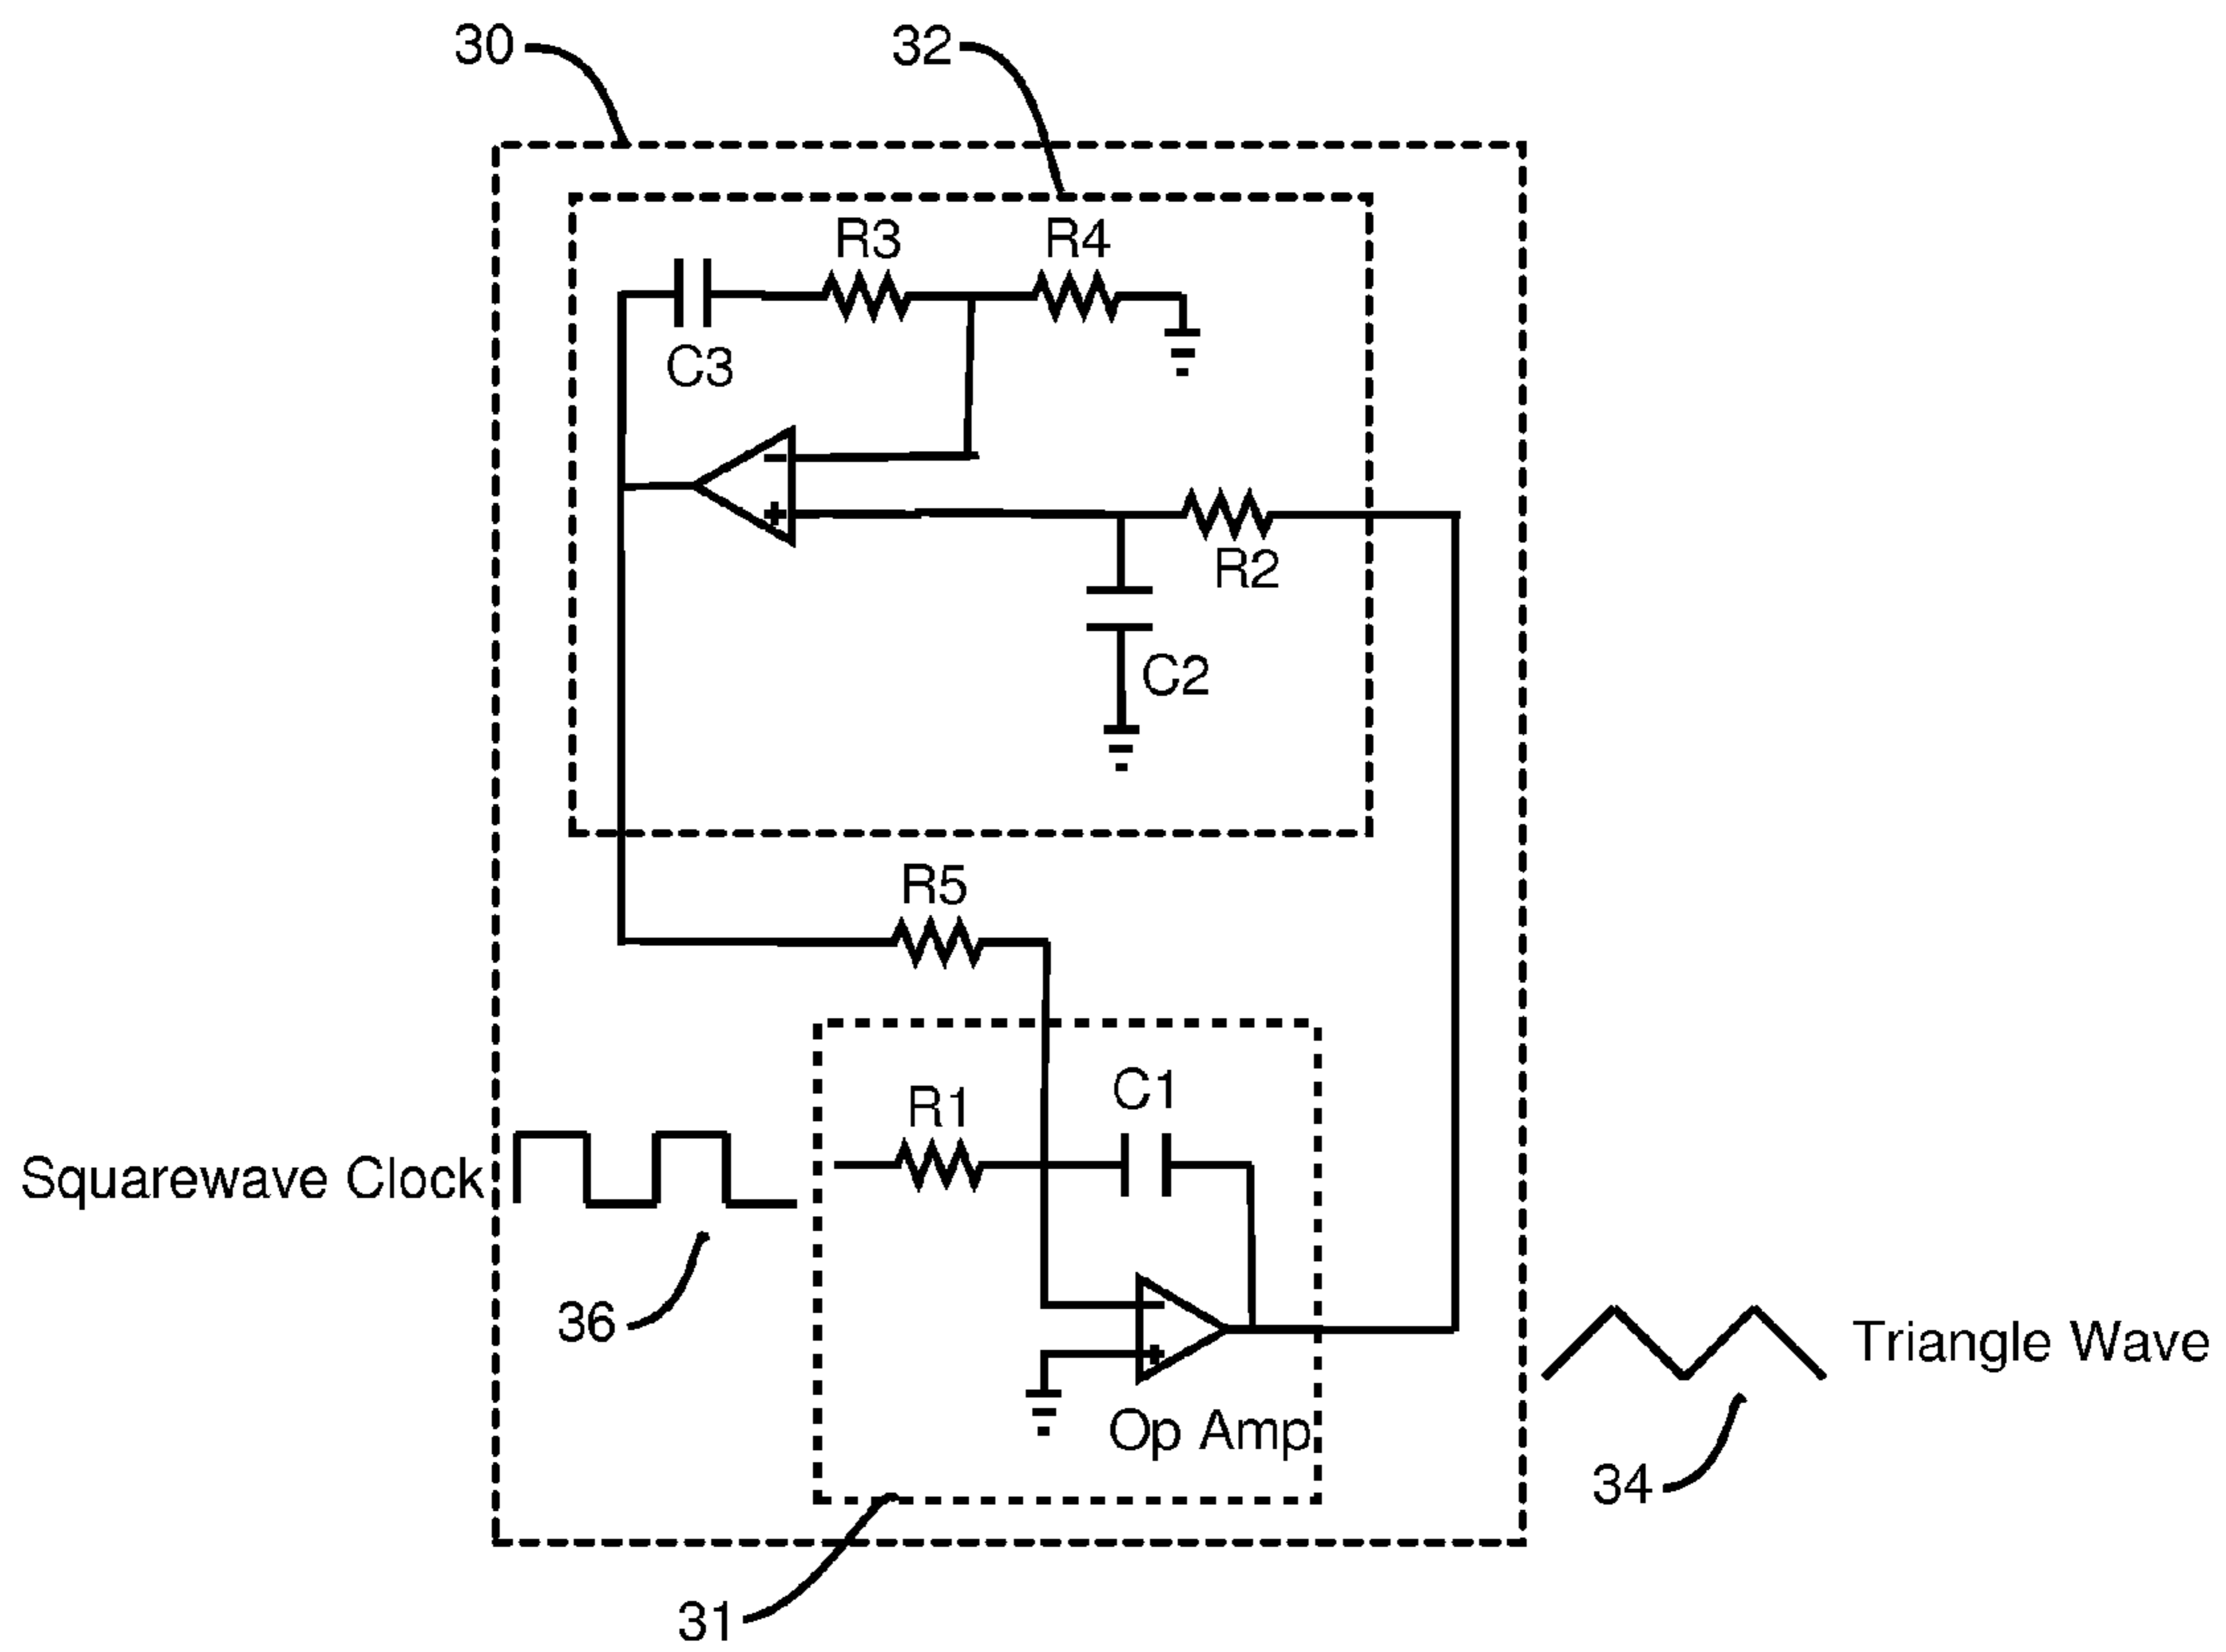 30
32
R3
R4
C3
R2
C2
R5
C1
R1
Squarewave Clock
36
Triangle Wave
Op Amp
34
31